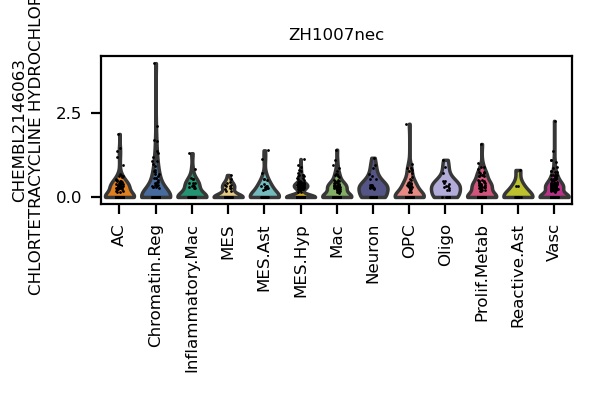 ZH1007nec
CHEMBL2146063
CHLORTETRACYCLINE HYDROCHLOR
2.5
0.0
AC
Chromatin.Reg
Inflammatory.Mac
MES
MES.Ast
MES.Hyp
Mac
Neuron
OPC
Oligo
Prolif.Metab
Reactive.Ast
Vasc